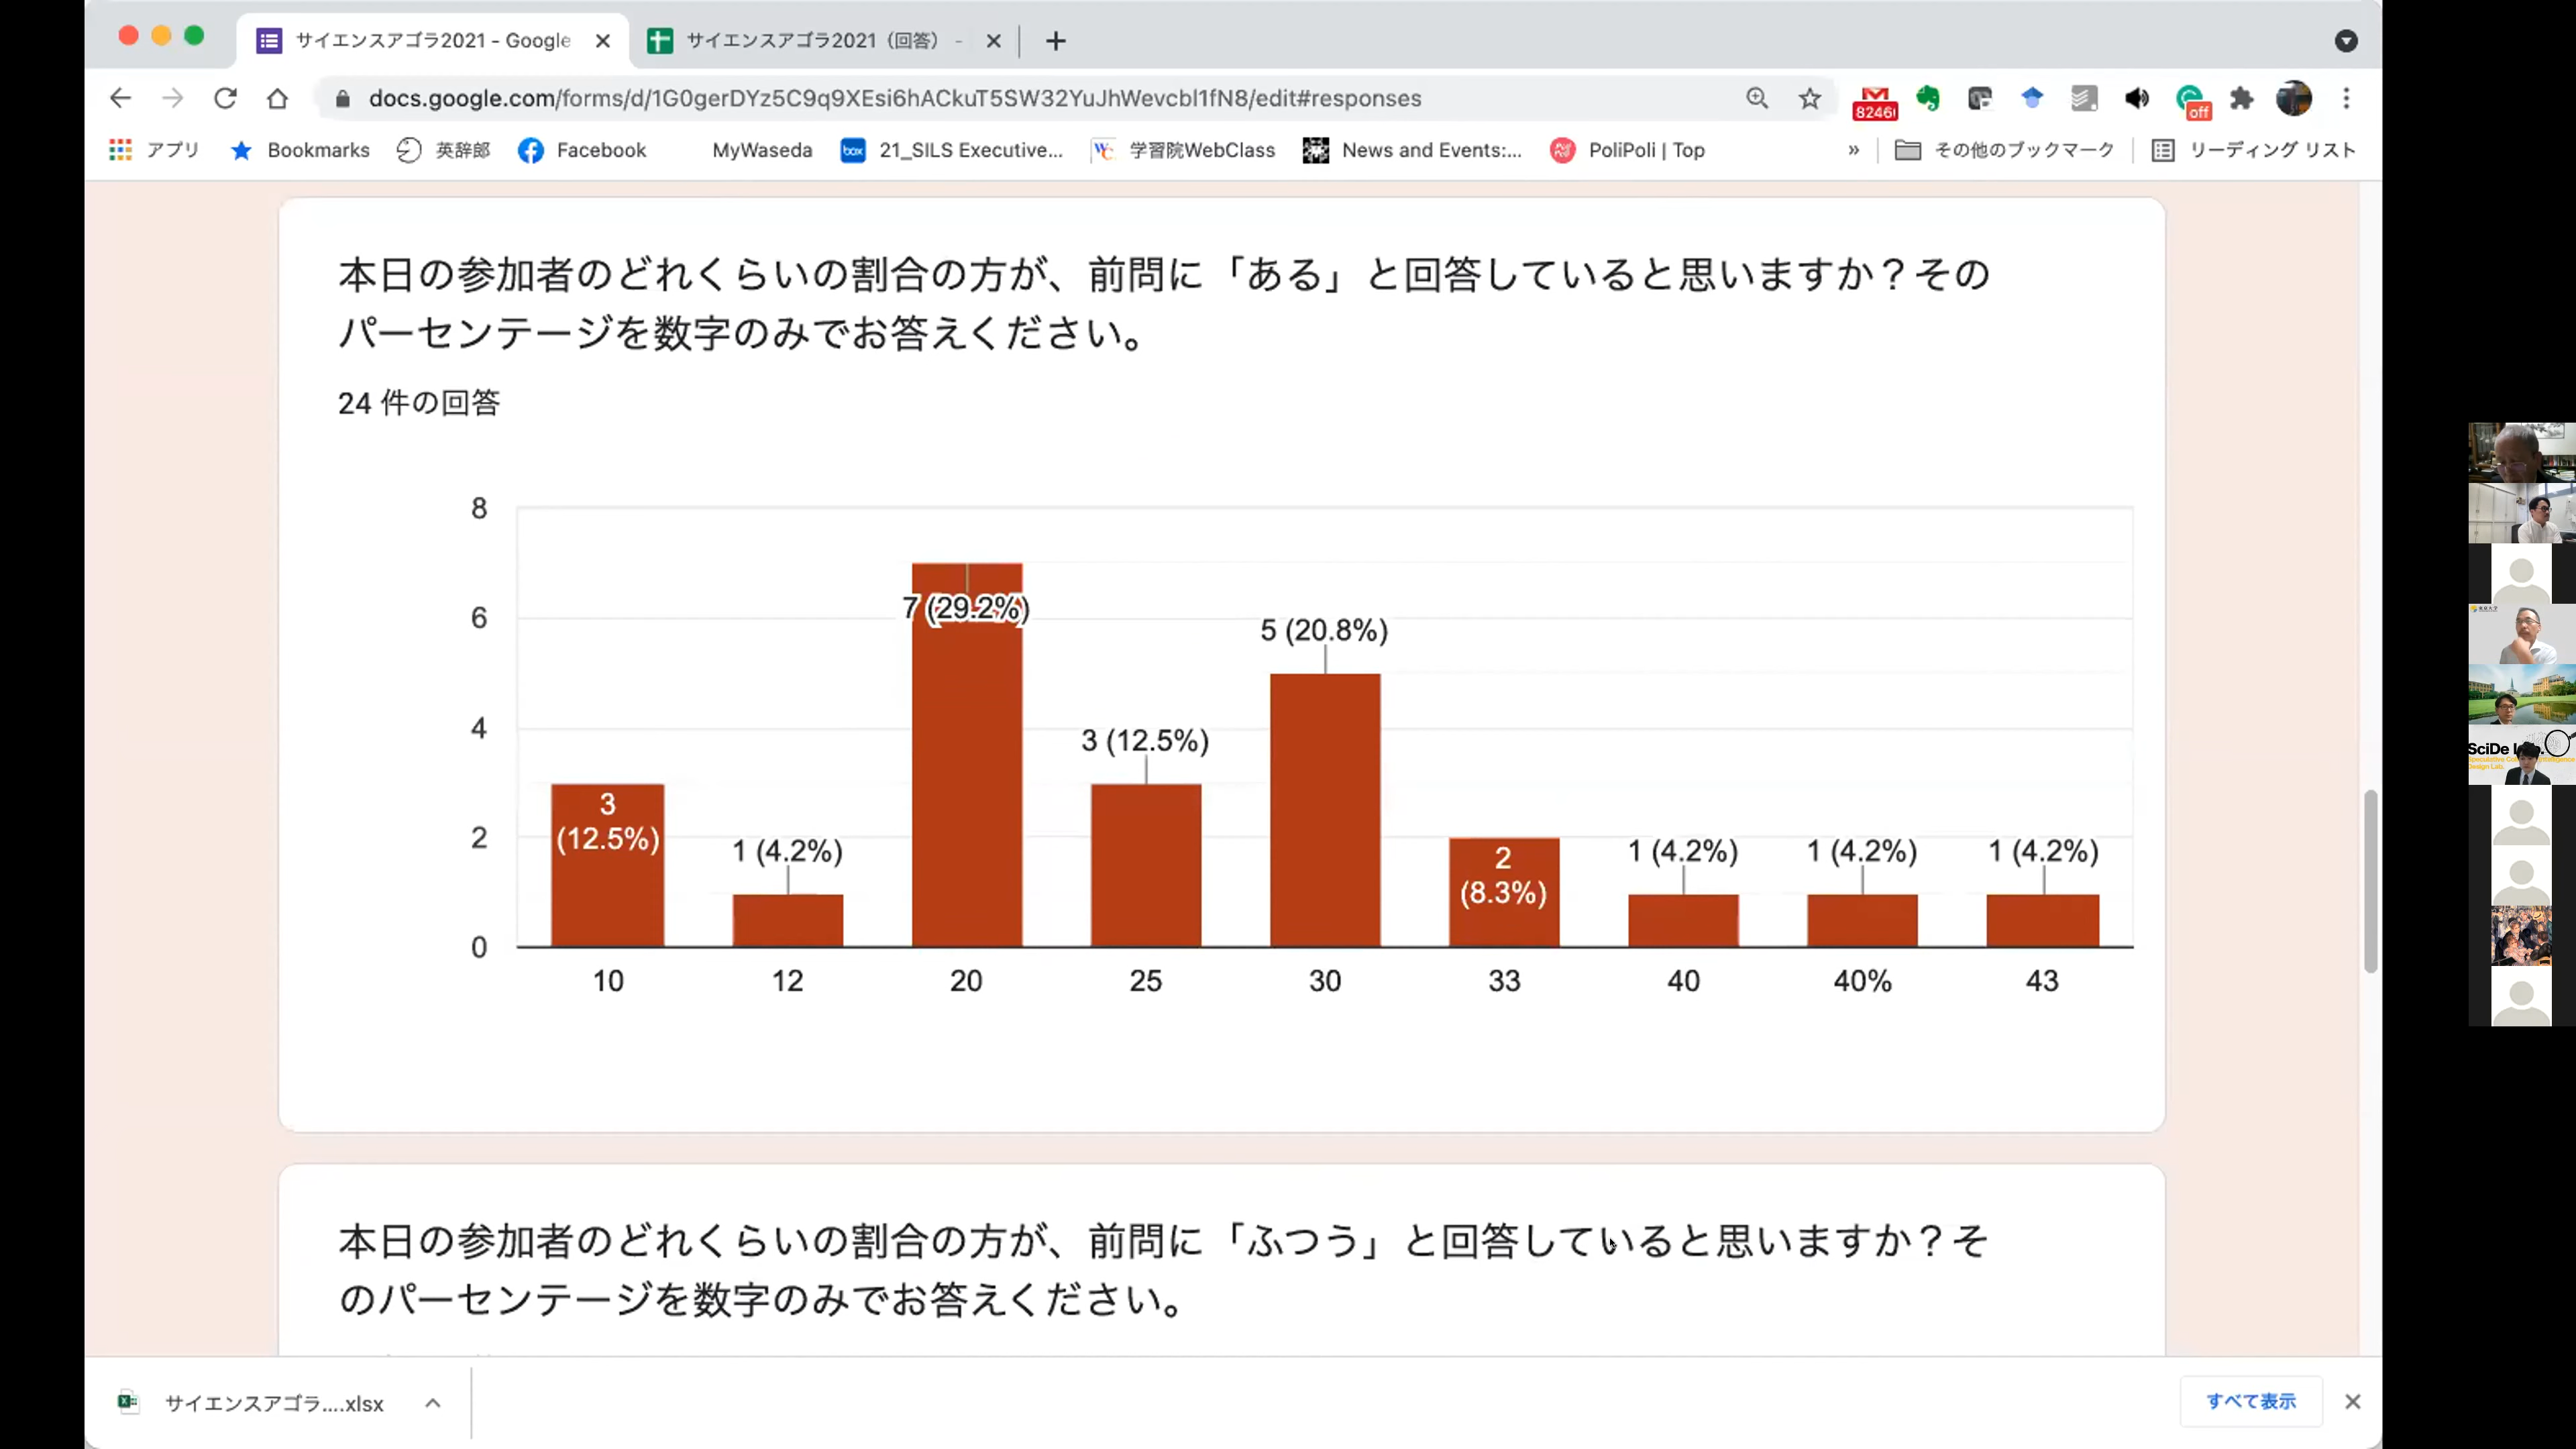 サイエンスアゴラ2021 - Google
サイエンスアゴラ2021（回答） -
docs.google.com/forms/d/1G0gerDYz5C9q9XEsi6hACkuT5SW32YuJhWevcbl1fN8/edit#responses
8246
off
アプリ
Bookmarks
英辞郎
Facebook
MyWaseda
box
21_SILS Executive...
学習院WebClass
News and Events:...
PoliPoli | Top
»
その他のブックマーク
リーディング リスト
本日の参加者のどれくらいの割合の方が、前問に「ある」と回答していると思いますか？その
パーセンテージを数字のみでお答えください。
24 件の回答
8
6
4
2
0
3
(12.5%)
1 (4.2%)
7 (29.2%)
3 (12.5%)
5 (20.8%)
2
(8.3%)
1 (4.2%)
1 (4.2%)
1 (4.2%)
10
12
20
25
30
33
40
40%
43
本日の参加者のどれくらいの割合の方が、前問に「ふつう」と回答していると思いますか？そ
のパーセンテージを数字のみでお答えください。
サイエンスアゴラ....xlsx
すべて表示
SciDe
Design Lab.